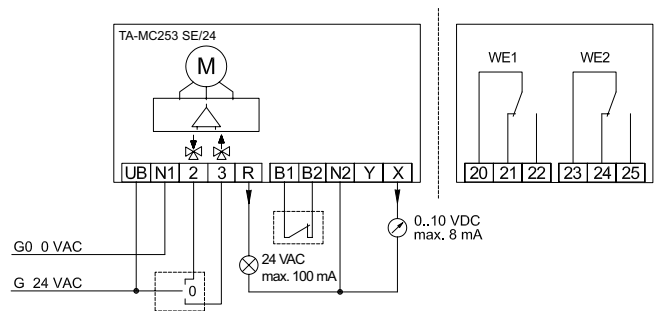 TA-MC253 SE/24
M
UB N1 2 3 R B1 B2 N2 Y X
G0 0 VAC
G 24 VAC
0
24 VAC
max. 100 mA
0..10 VDC
max. 8 mA
WE1 WE2
20 21 22 23 24 25